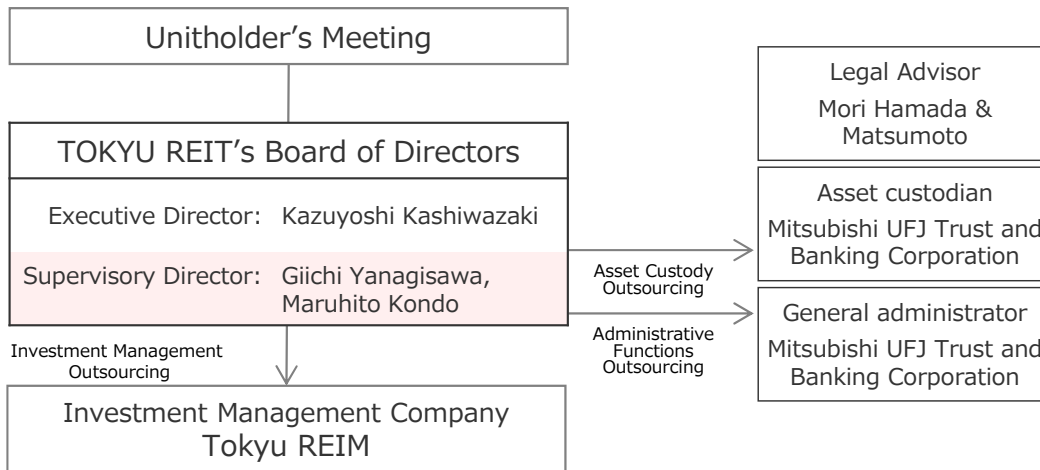 Unitholder’s Meeting
TOKYU REIT’s Board of Directors
Executive Director: Kazuyoshi Kashiwazaki
Supervisory Director: Giichi Yanagisawa,
Maruhito Kondo
Investment Management
Outsourcing
Investment Management Company
Tokyu REIM
Asset Custody
Outsourcing
Administrative
Functions
Outsourcing
Legal Advisor
Mori Hamada &
Matsumoto
Asset custodian
Mitsubishi UFJ Trust and
Banking Corporation
General administrator
Mitsubishi UFJ Trust and
Banking Corporation